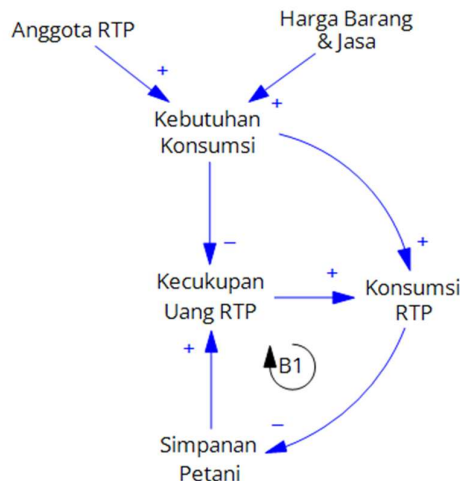 Anggota RTP
Harga Barang
& Jasa
+
+
Kebutuhan
Konsumsi
+
−
Kecukupan
Uang RTP
+
Konsumsi
RTP
+
B1
−
Simpanan
Petani